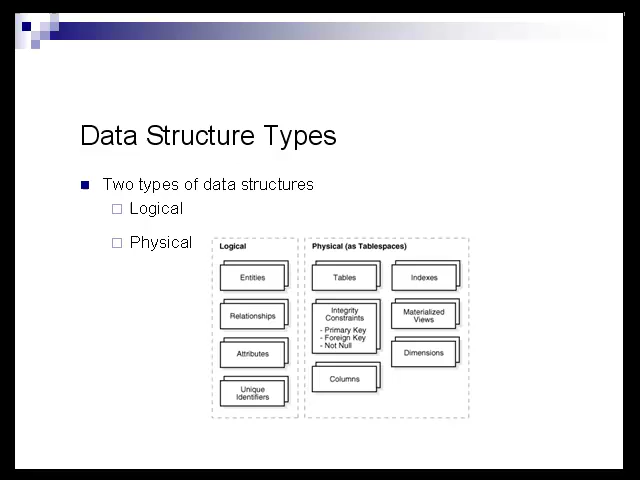 Data Structure Types
Two types of data structures
Logical
Physical
Logical
Entities
Relationships
Attributes
Unique
Identifiers
Physical (as Tablespaces)
Tables
Integrity
Constraints
- Primary Key
- Foreign Key
- Not Null
Columns
Indexes
Materialized
Views
Dimensions